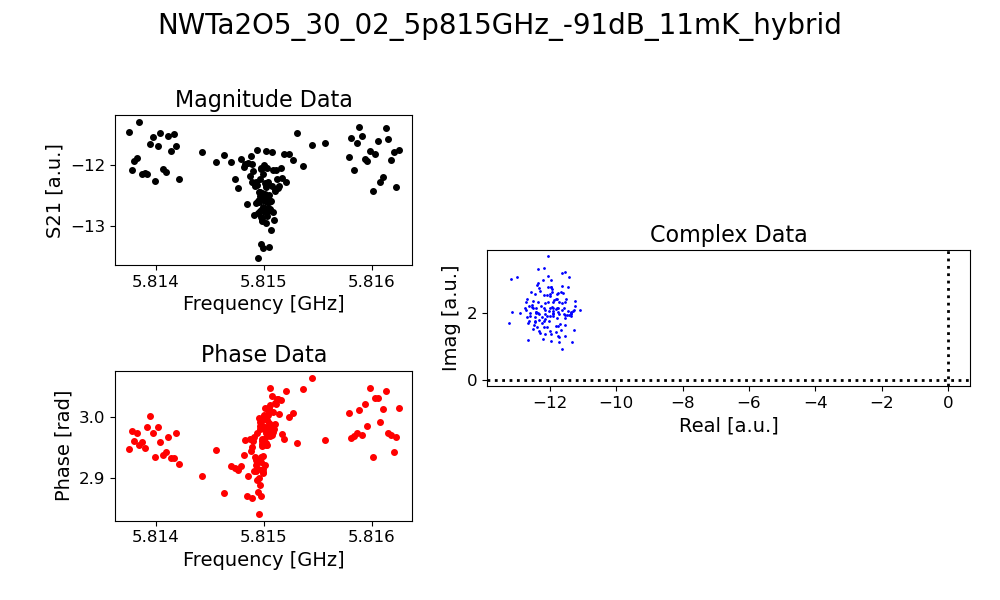 NWTa2O5_30_02_5p815GHz_-91dB_11mK_hybrid
Magnitude Data
S21 [a.u.]
−12
−13
5.814 5.815 5.816
Frequency [GHz]
Phase Data
Phase [rad]
3.0
2.9
5.814 5.815 5.816
Frequency [GHz]
Complex Data
Imag [a.u.]
2
0
−12 −10 −8 −6 −4 −2 0
Real [a.u.]